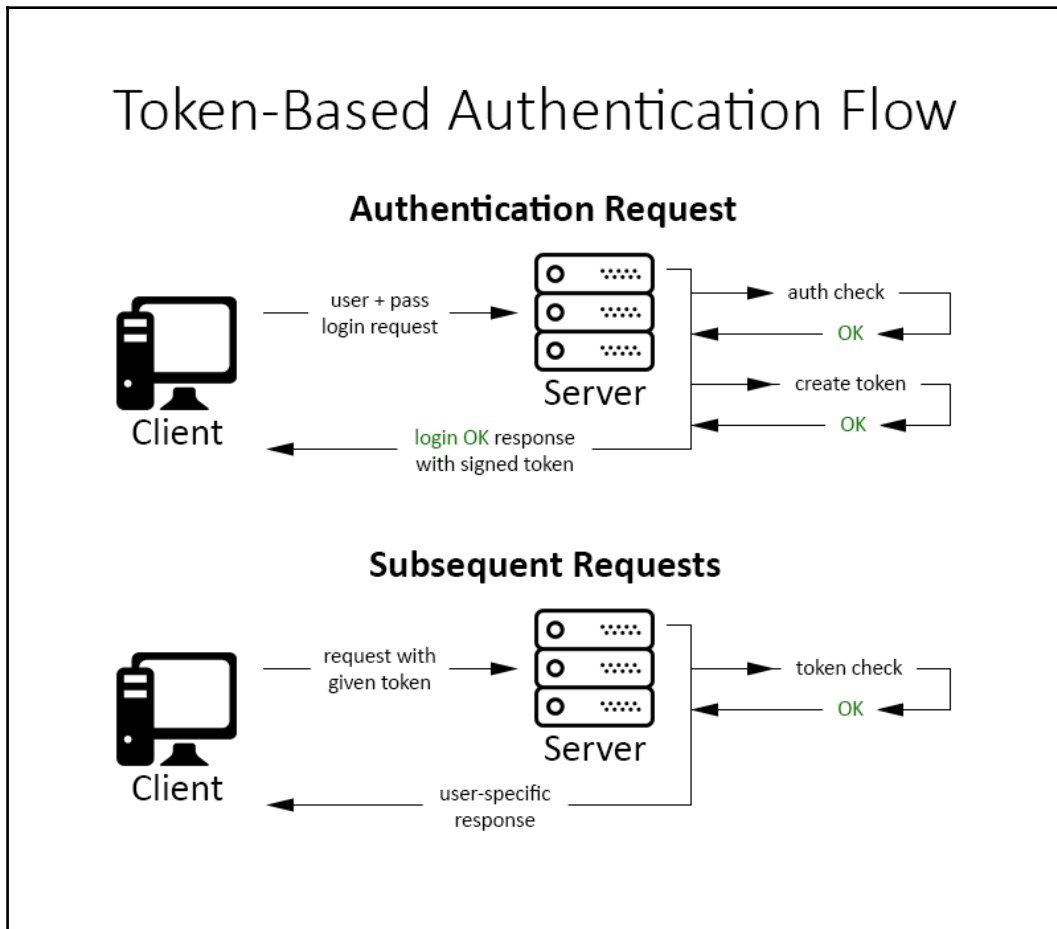 Token-Based Authentication Flow
Authentication Request
user + pass
login request
auth check
OK
create token
OK
Server
Client
login OK response
with signed token
Subsequent Requests
request with
given token
token check
OK
Server
Client
user-specific
response